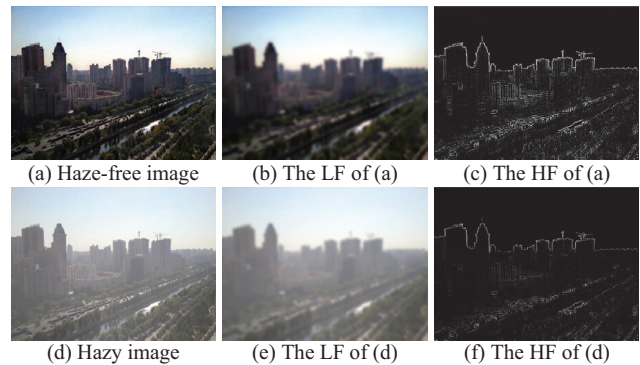 (a) Haze-free image
(b) The LF of (a)
(c) The HF of (a)
(d) Hazy image
(e) The LF of (d)
(f) The HF of (d)